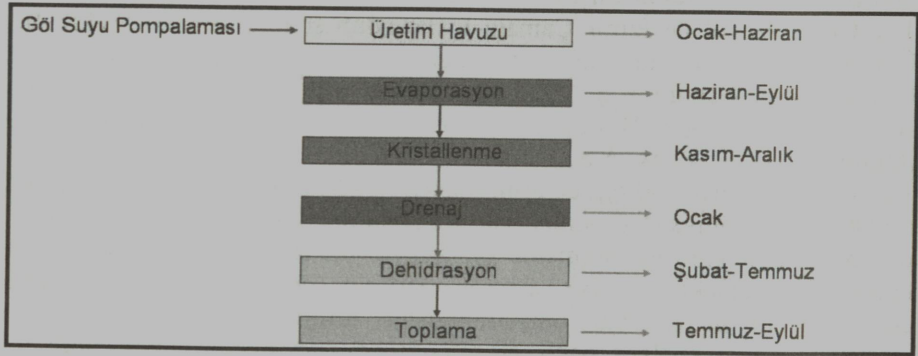 Göl Suyu Pompalaması Üretim Havuzu Ocak-Haziran
Evaporasyon Haziran-Eylül
Kristallenme Kasım-Aralık
Drenaj Ocak
Dehidrasyon Şubat-Temmuz
Toplama Temmuz-Eylül